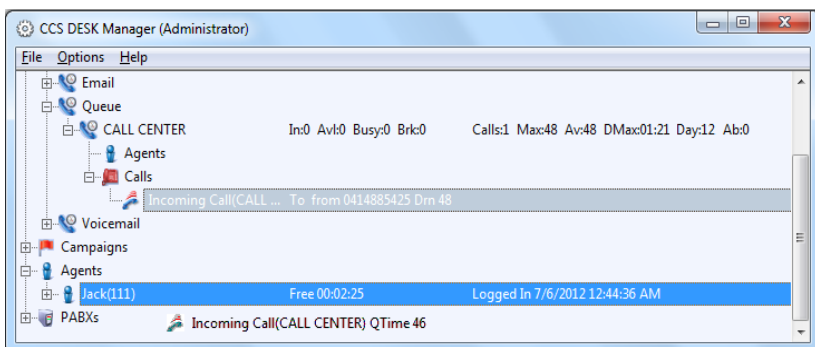 CCS DESK Manager (Administrator)
File Options Help
Email
Queue
CALL CENTER In:0 Avl:0 Busy:0 Brk:0 Calls:1 Max:48 Av:48 DMax:01:21 Day:12 Ab:0
Agents
Calls
Incoming Call(CALL ... To from 0414885425 Drn 48
Voicemail
Campaigns
Agents
Jack(111) Free 00:02:25 Logged In 7/6/2012 12:44:36 AM
PABXs
Incoming Call(CALL CENTER) QTime 46